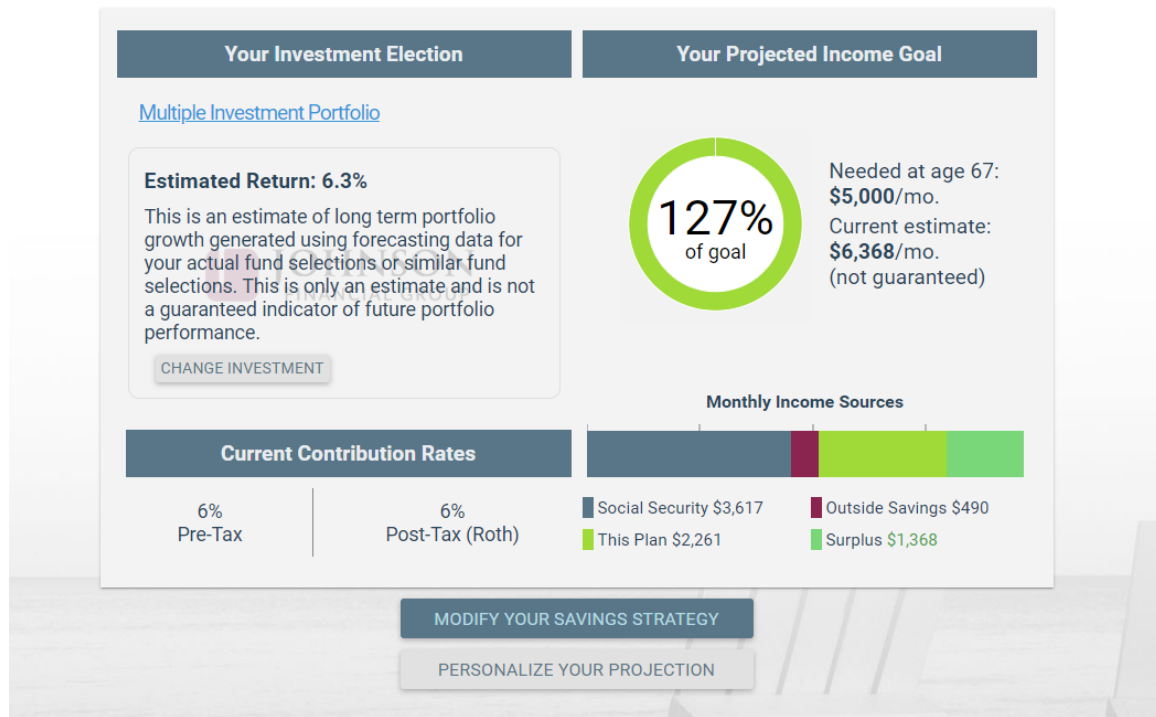 Your Investment Election
Multiple Investment Portfolio
Estimated Return: 6.3%
This is an estimate of long term portfolio
growth generated using forecasting data for
your actual fund selections or similar fund
selections. This is only an estimate and is not
a guaranteed indicator of future portfolio
performance.
JOHNSON
FINANCIAL GROUP
CHANGE INVESTMENT
Current Contribution Rates
6%
Pre-Tax
6%
Post-Tax (Roth)
Your Projected Income Goal
127%
of goal
Needed at age 67:
$5,000/mo.
Current estimate:
$6,368/mo.
(not guaranteed)
Monthly Income Sources
Social Security $3,617
Outside Savings $490
This Plan $2,261
Surplus $1,368
MODIFY YOUR SAVINGS STRATEGY
PERSONALIZE YOUR PROJECTION